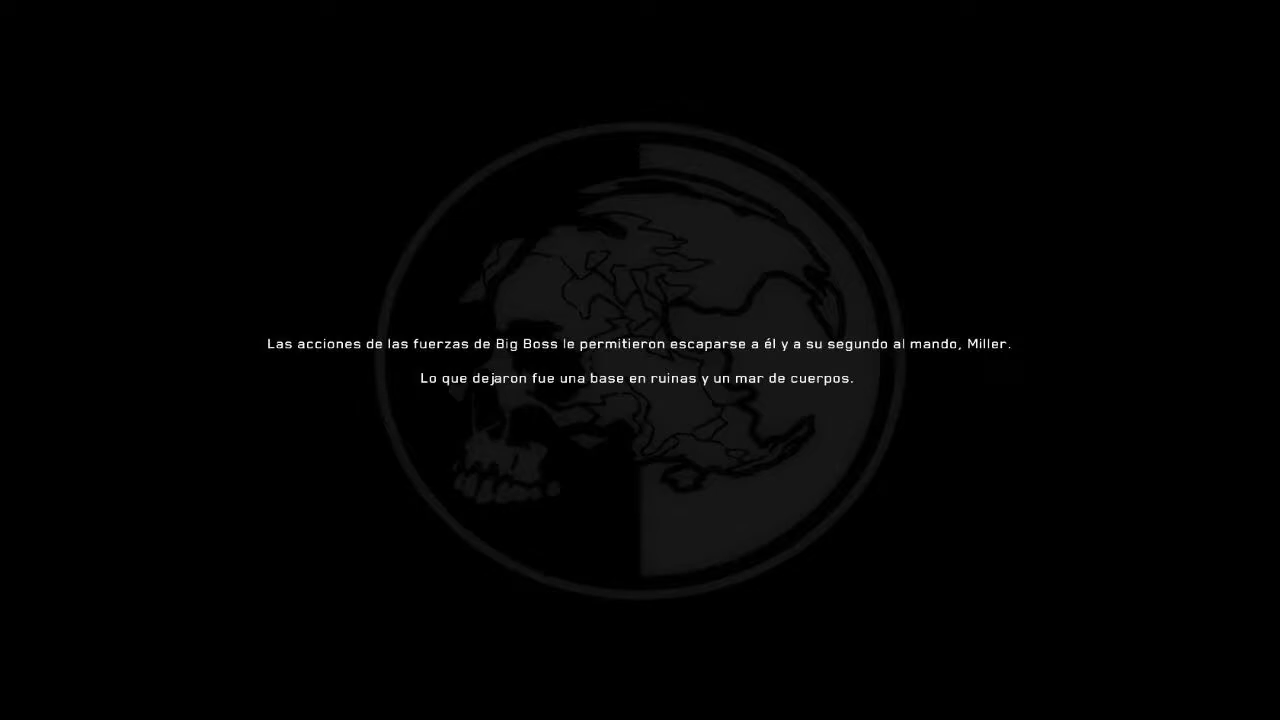 Las acciones de las fuerzas de Big Boss le permitieron escaparse a él y a su segundo al mando, Miller.
Lo que dejaron fue una base en ruinas y un mar de cuerpos.